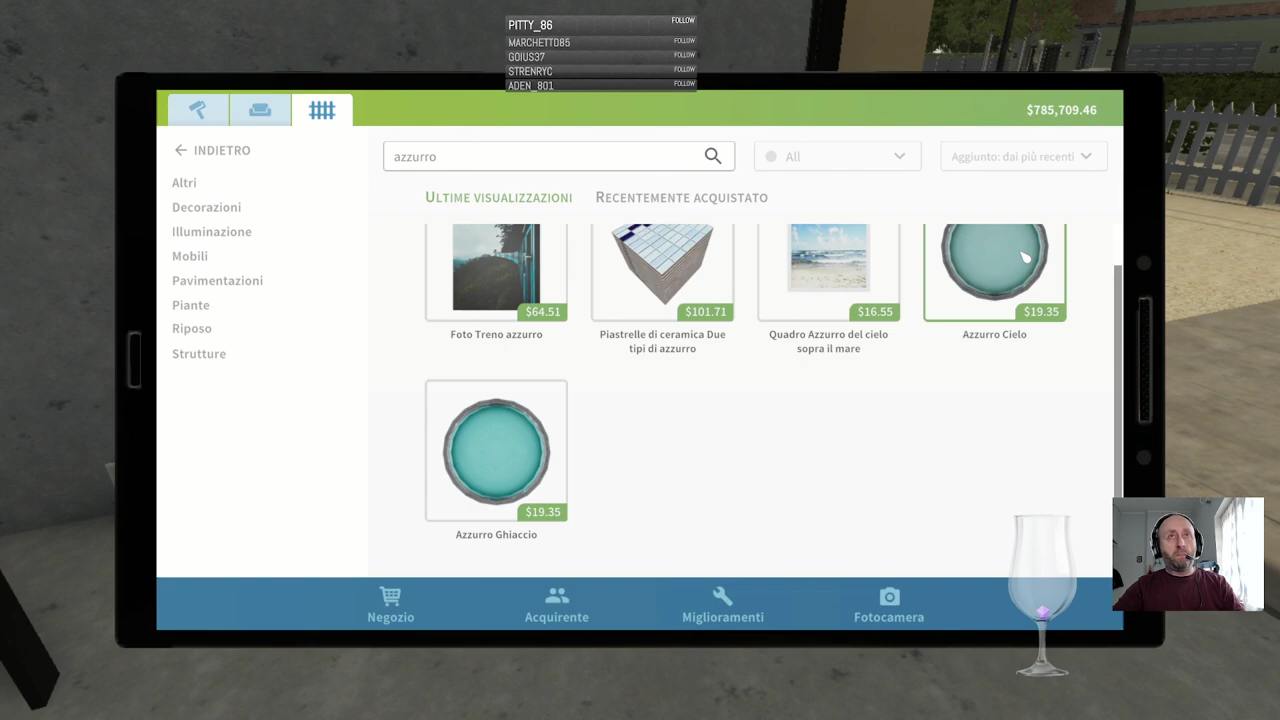 PITTY_86 FOLLOW
MARCHETTO85 FOLLOW
GOIUS37 FOLLOW
STRENRYC FOLLOW
ADEN_801 FOLLOW
$785,709.46
INDIETRO
azzurro
All
Aggiunto: dai più recenti
Altri
Decorazioni
Illuminazione
Mobili
Pavimentazioni
Piante
Riposo
Strutture
ULTIME VISUALIZZAZIONI
RECENTEMENTE ACQUISTATO
$64.51
$101.71
$16.55
$19.35
Foto Treno azzurro
Piastrelle di ceramica Due
tipi di azzurro
Quadro Azzurro del cielo
sopra il mare
Azzurro Cielo
$19.35
Azzurro Ghiaccio
Negozio
Acquirente
Miglioramenti
Fotocamera